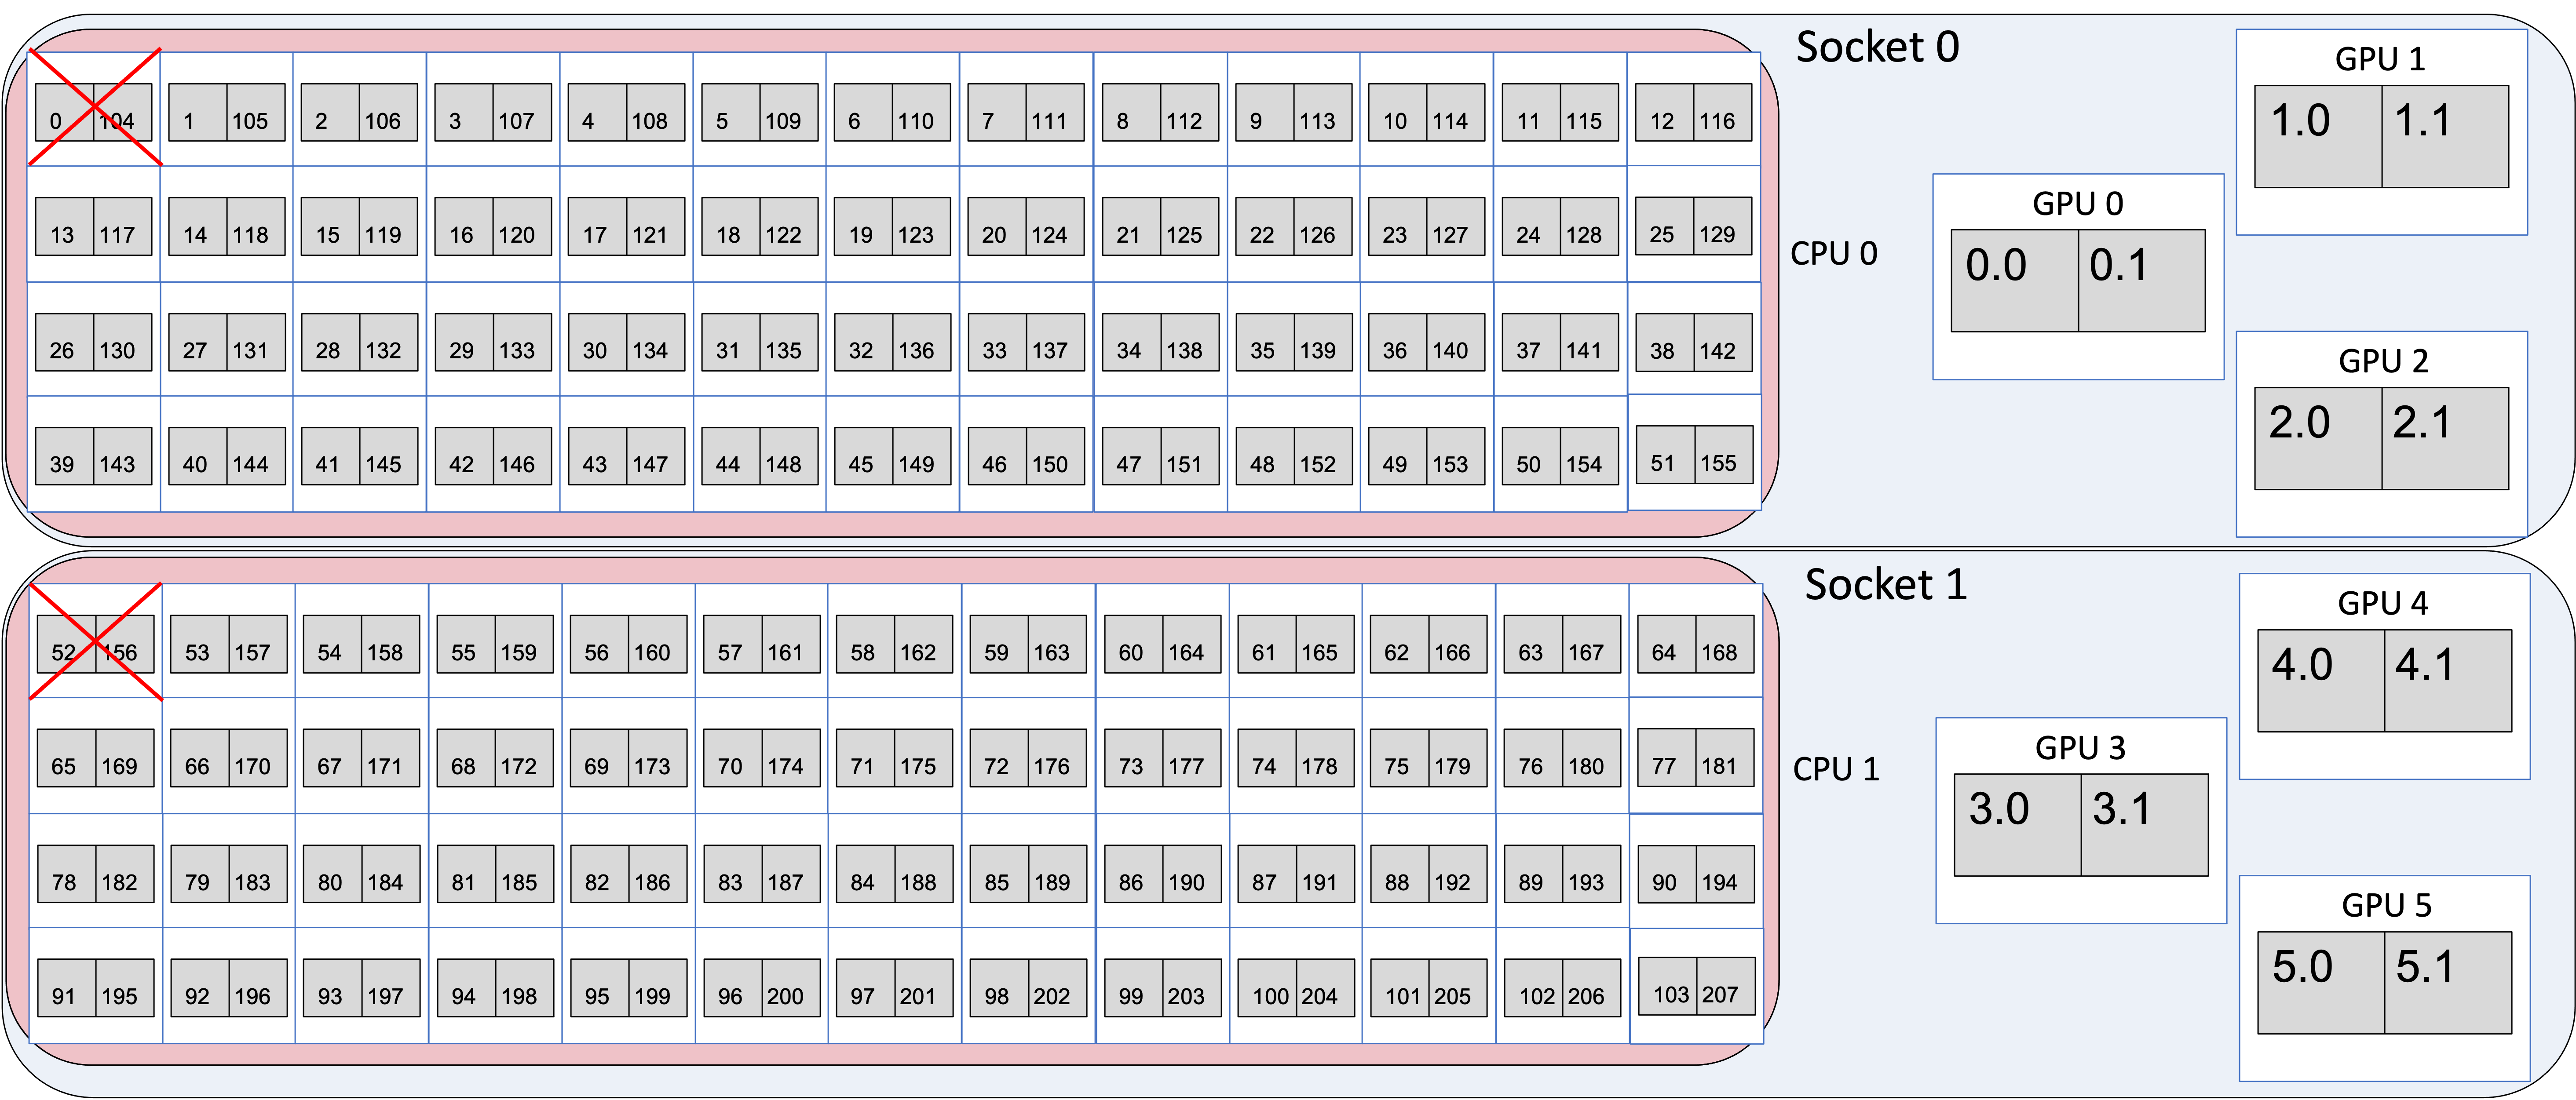 Socket 0
0 104 1 105 2 106 3 107 4 108 5 109 6 110 7 111 8 112 9 113 10 114 11 115 12 116
13 117 14 118 15 119 16 120 17 121 18 122 19 123 20 124 21 125 22 126 23 127 24 128 25 129
26 130 27 131 28 132 29 133 30 134 31 135 32 136 33 137 34 138 35 139 36 140 37 141 38 142
39 143 40 144 41 145 42 146 43 147 44 148 45 149 46 150 47 151 48 152 49 153 50 154 51 155
CPU 0
GPU 0
0.0 0.1
GPU 1
1.0 1.1
GPU 2
2.0 2.1
Socket 1
52 156 53 157 54 158 55 159 56 160 57 161 58 162 59 163 60 164 61 165 62 166 63 167 64 168
65 169 66 170 67 171 68 172 69 173 70 174 71 175 72 176 73 177 74 178 75 179 76 180 77 181
78 182 79 183 80 184 81 185 82 186 83 187 84 188 85 189 86 190 87 191 88 192 89 193 90 194
91 195 92 196 93 197 94 198 95 199 96 200 97 201 98 202 99 203 100 204 101 205 102 206 103 207
CPU 1
GPU 3
3.0 3.1
GPU 4
4.0 4.1
GPU 5
5.0 5.1